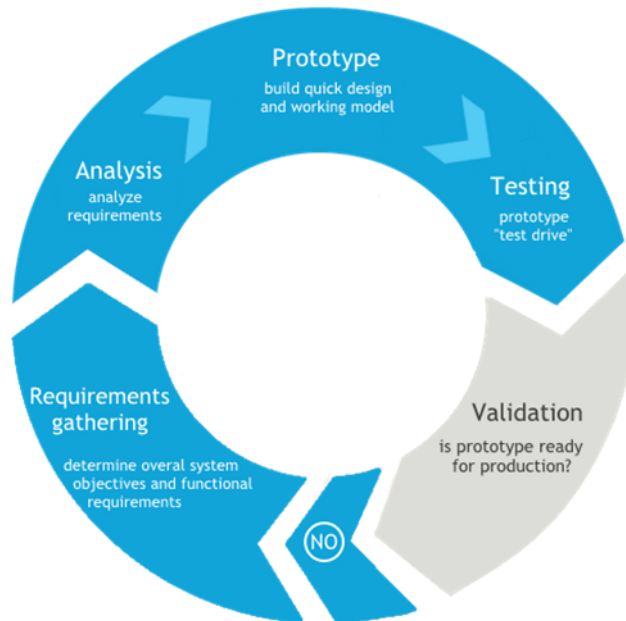 Prototype
build quick design
and working model
Analysis
analyze
requirements
Testing
prototype
"test drive"
Requirements
gathering
determine overal system
objectives and functional
requirements
Validation
is prototype ready
for production?
NO